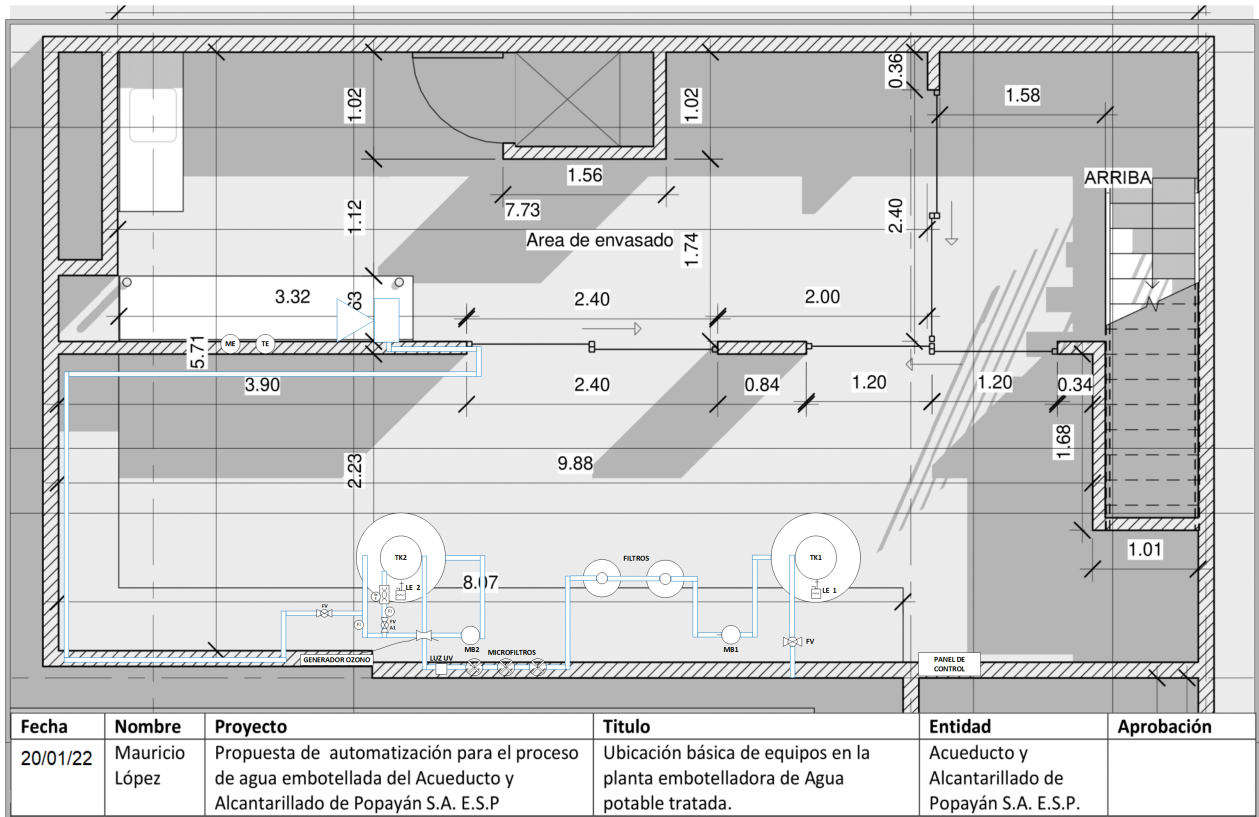 0.36
1.58
1.02
1.02
1.56
ARRIBA
7.73
1.12
2.40
Area de envasado
1.74
3.32
63
2.40
2.00
ME
TE
5.71
3.90
2.40
0.84
1.20
1.20
0.34
1.68
2.23
9.88
1.01
TK2
FILTROS
TK1
8.07
LE 2
LE 1
FV
FI
FI
FV
A1
MB2
MB1
FV
GENERADOR OZONO
LUZ UV
MICROFILTROS
PANEL DE
CONTROL
Fecha Nombre Proyecto Titulo Entidad Aprobación
20/01/22 Mauricio Propuesta de automatización para el proceso Ubicación básica de equipos en la Acueducto y
López de agua embotellada del Acueducto y planta embotelladora de Agua Alcantarillado de
Alcantarillado de Popayán S.A. E.S.P potable tratada. Popayán S.A. E.S.P.